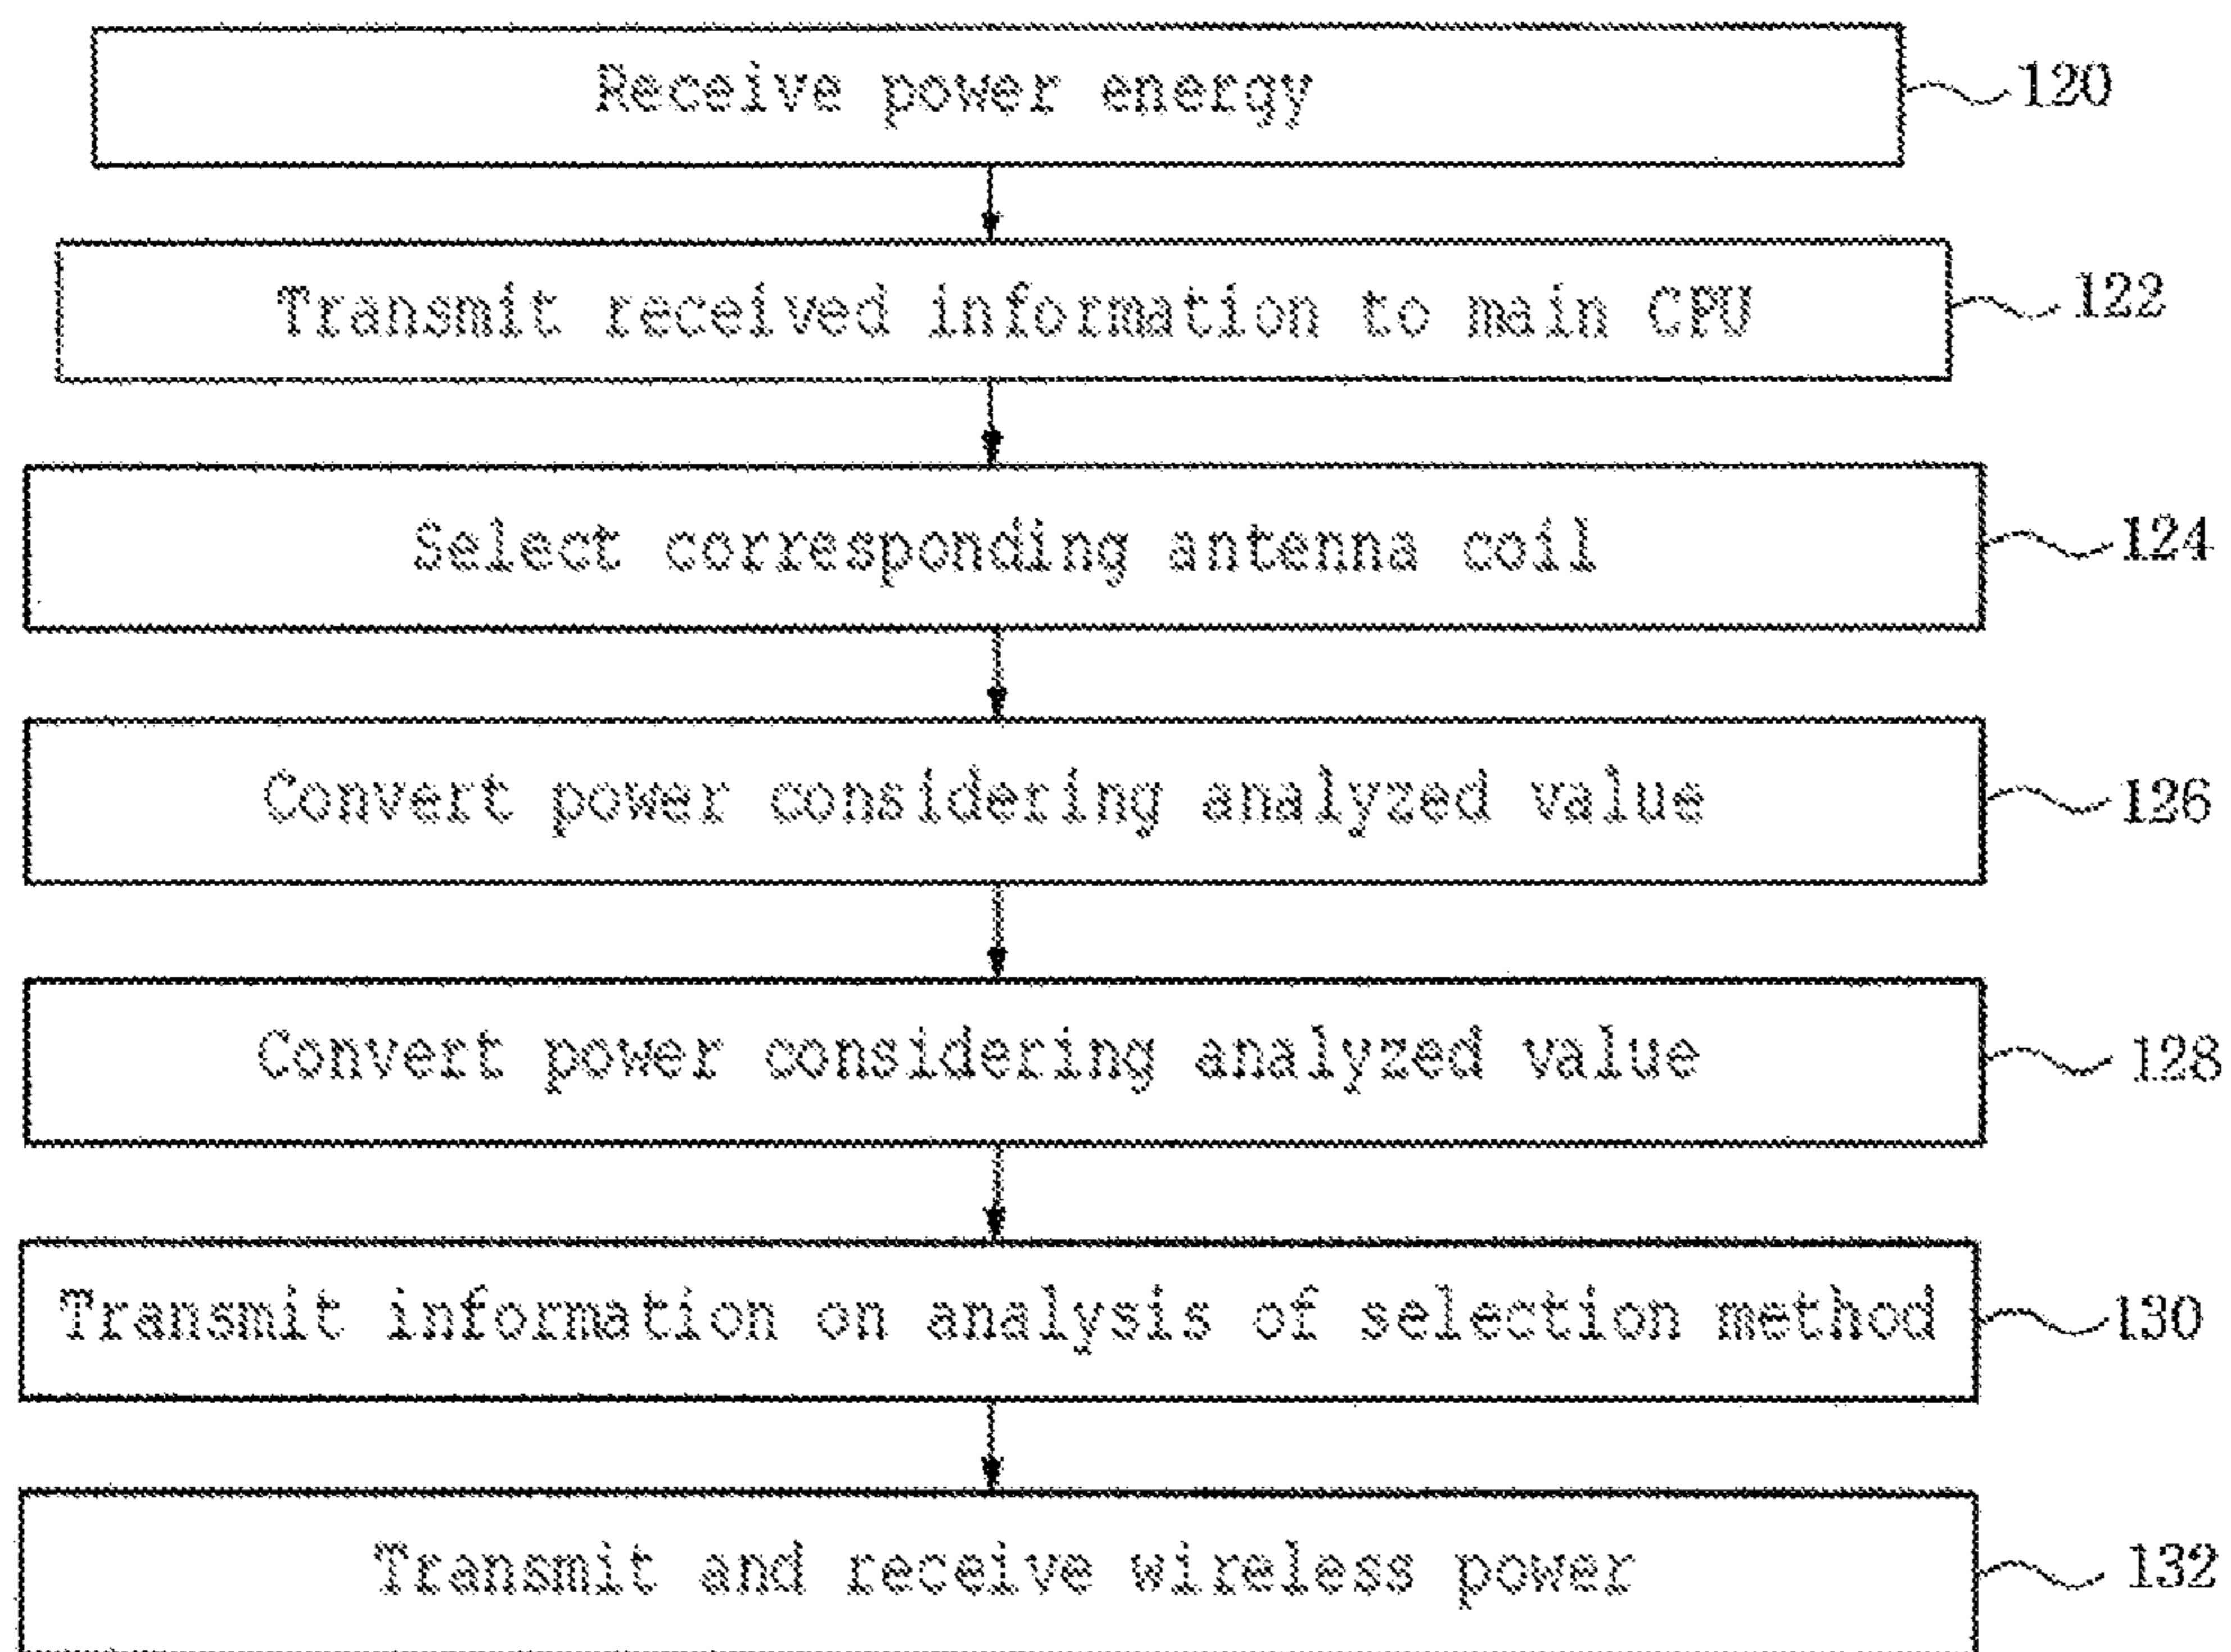 Receive power energy 120
Transmit received information to main CPU 122
Select corresponding antenna coil 124
Convert power considering analyzed value 126
Convert power considering analyzed value 128
Transmit information on analysis of selection method 130
Transmit and receive wireless power 132